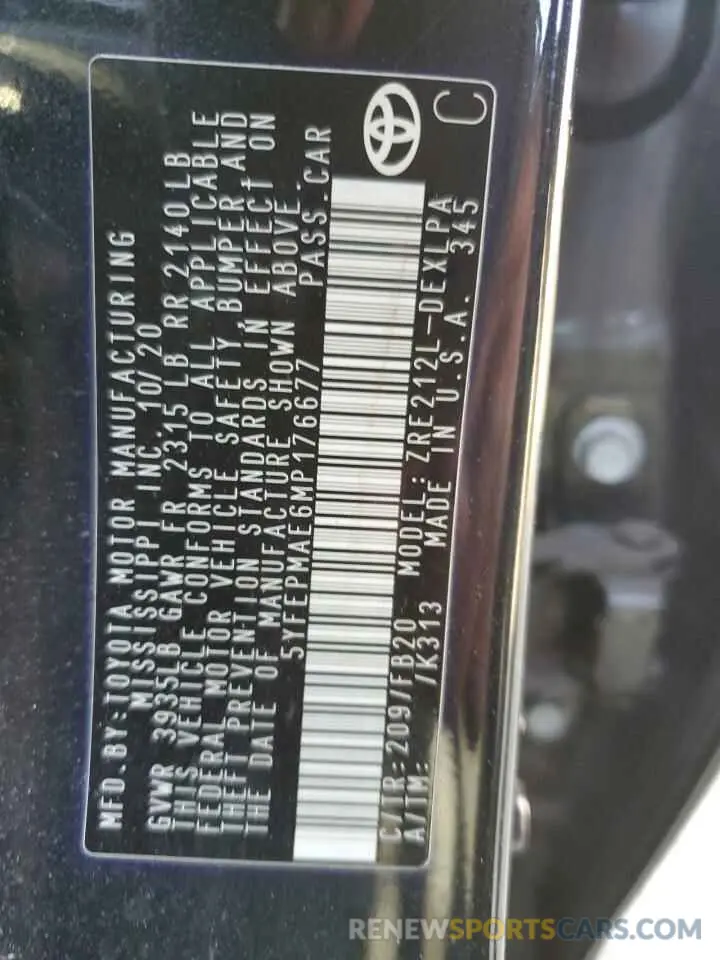 MFD.BY:TOYOTA MOTOR MANUFACTURING
MISSISSIPPI INC.10/20
GVWR 3935LB GAWR FR 2315 LB RR 2140LB
THIS VEHICLE CONFORMS TO ALL APPLICABLE
FEDERAL MOTOR VEHICLE SAFETY, BUMPER, AND
THEFT PREVENTION STANDARDS IN EFFECT ON
THE DATE OF MANUFACTURE SHOWN ABOVE.
5YFEPMAE6MP176677 PASS.CAR
C/TR:209/FB20 MODEL:ZRE212L-DEXLPA
A/TM: /K313 MADE IN U.S.A. 345
C
RENEWSPORTSCARS.COM